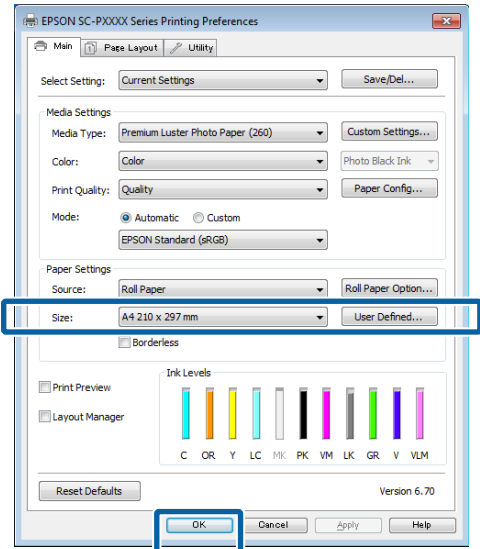 EPSON SC-PXXXX Series Printing Preferences
Main Page Layout Utility
Select Setting: Current Settings Save/Del...
Media Settings
Media Type: Premium Luster Photo Paper (260) Custom Settings...
Color: Color Photo Black Ink
Print Quality: Quality Paper Config...
Mode: Automatic Custom
EPSON Standard (sRGB)
Paper Settings
Source: Roll Paper Roll Paper Option...
Size: A4 210 x 297 mm User Defined...
Borderless
Ink Levels
Print Preview
Layout Manager
C OR Y LC MK PK VM LK GR V VLM
Reset Defaults Version 6.70
OK Cancel Apply Help